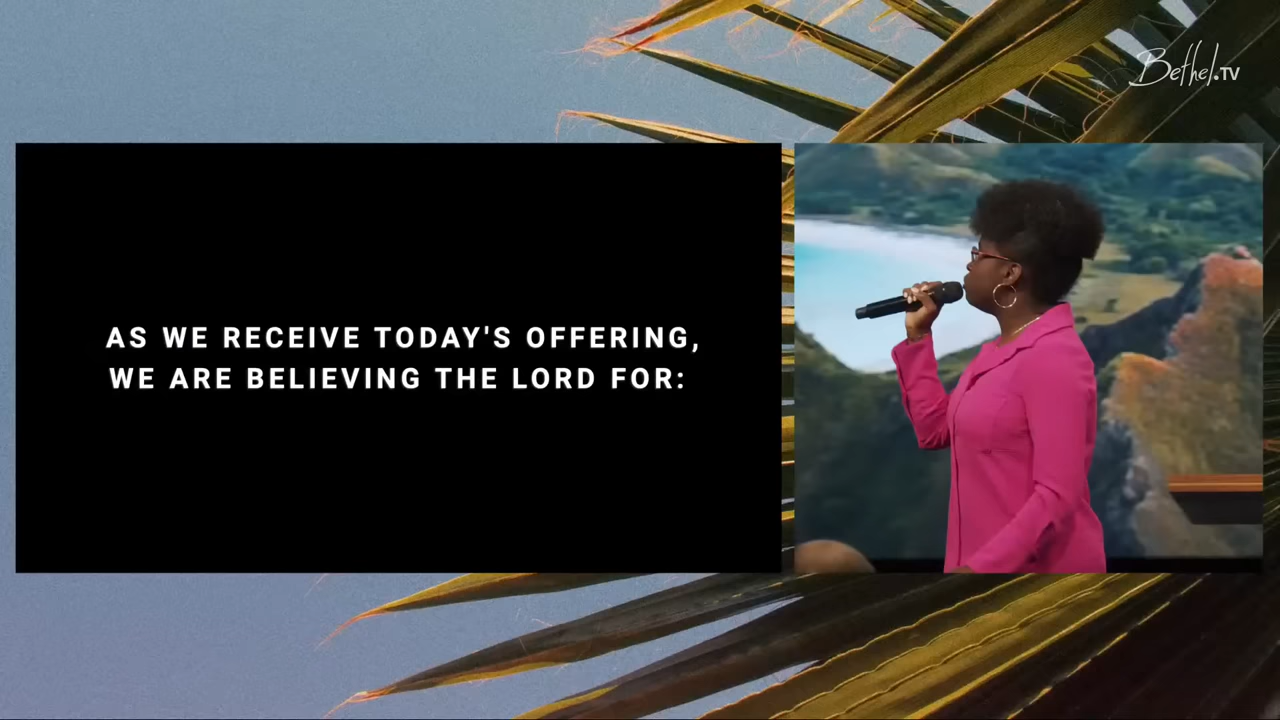 Bethel.TV
AS WE RECEIVE TODAY'S OFFERING,
WE ARE BELIEVING THE LORD FOR: